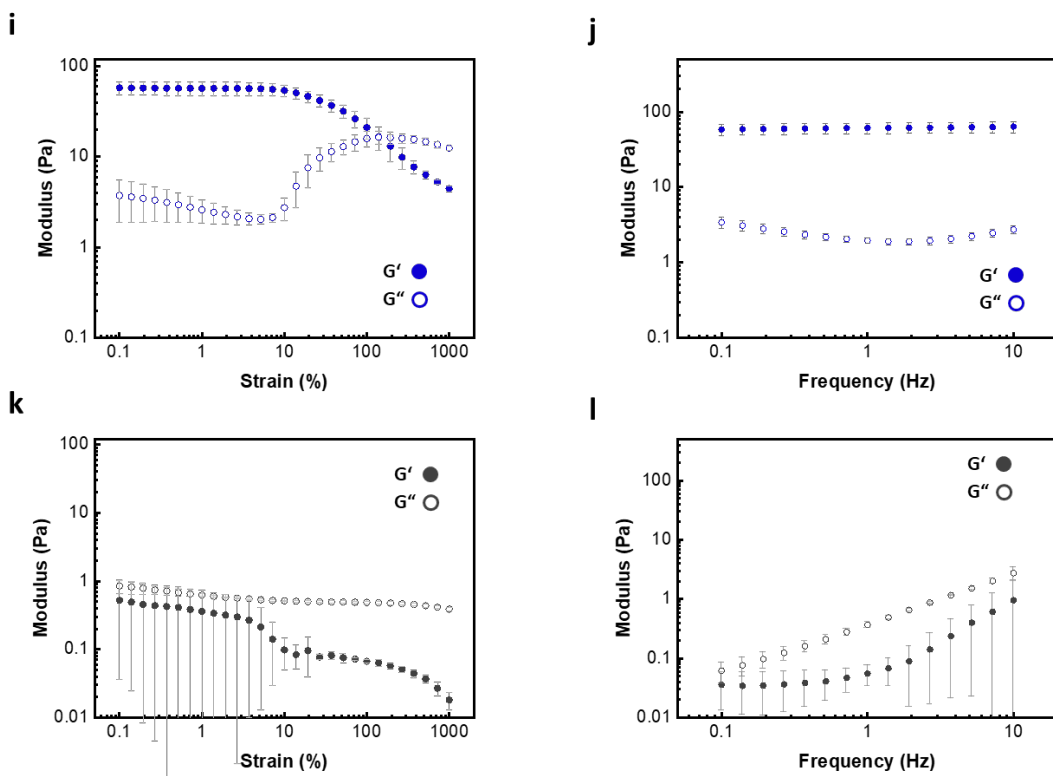 i
100
10
1
0.1
Modulus (Pa)
0.1 1 10 100 1000
Strain (%)
G‘
G“
j
100
10
1
0.1
Modulus (Pa)
0.1 1 10
Frequency (Hz)
G‘
G“
k
100
10
1
0.1
0.01
Modulus (Pa)
0.1 1 10 100 1000
Strain (%)
G‘
G“
l
100
10
1
0.1
0.01
Modulus (Pa)
0.1 1 10
Frequency (Hz)
G‘
G“